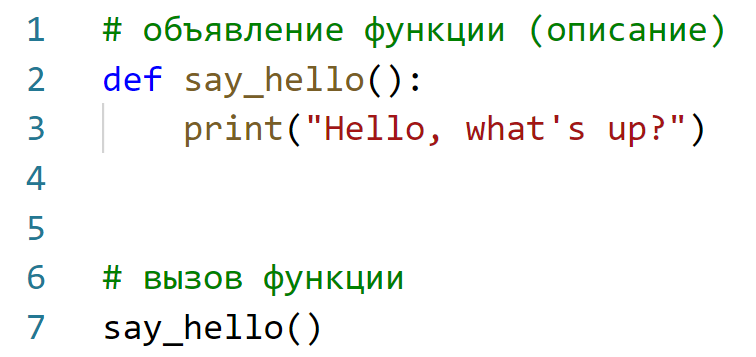 1 # объявление функции (описание)
2 def say_hello():
3     print("Hello, what's up?")
4
5
6 # вызов функции
7 say_hello()